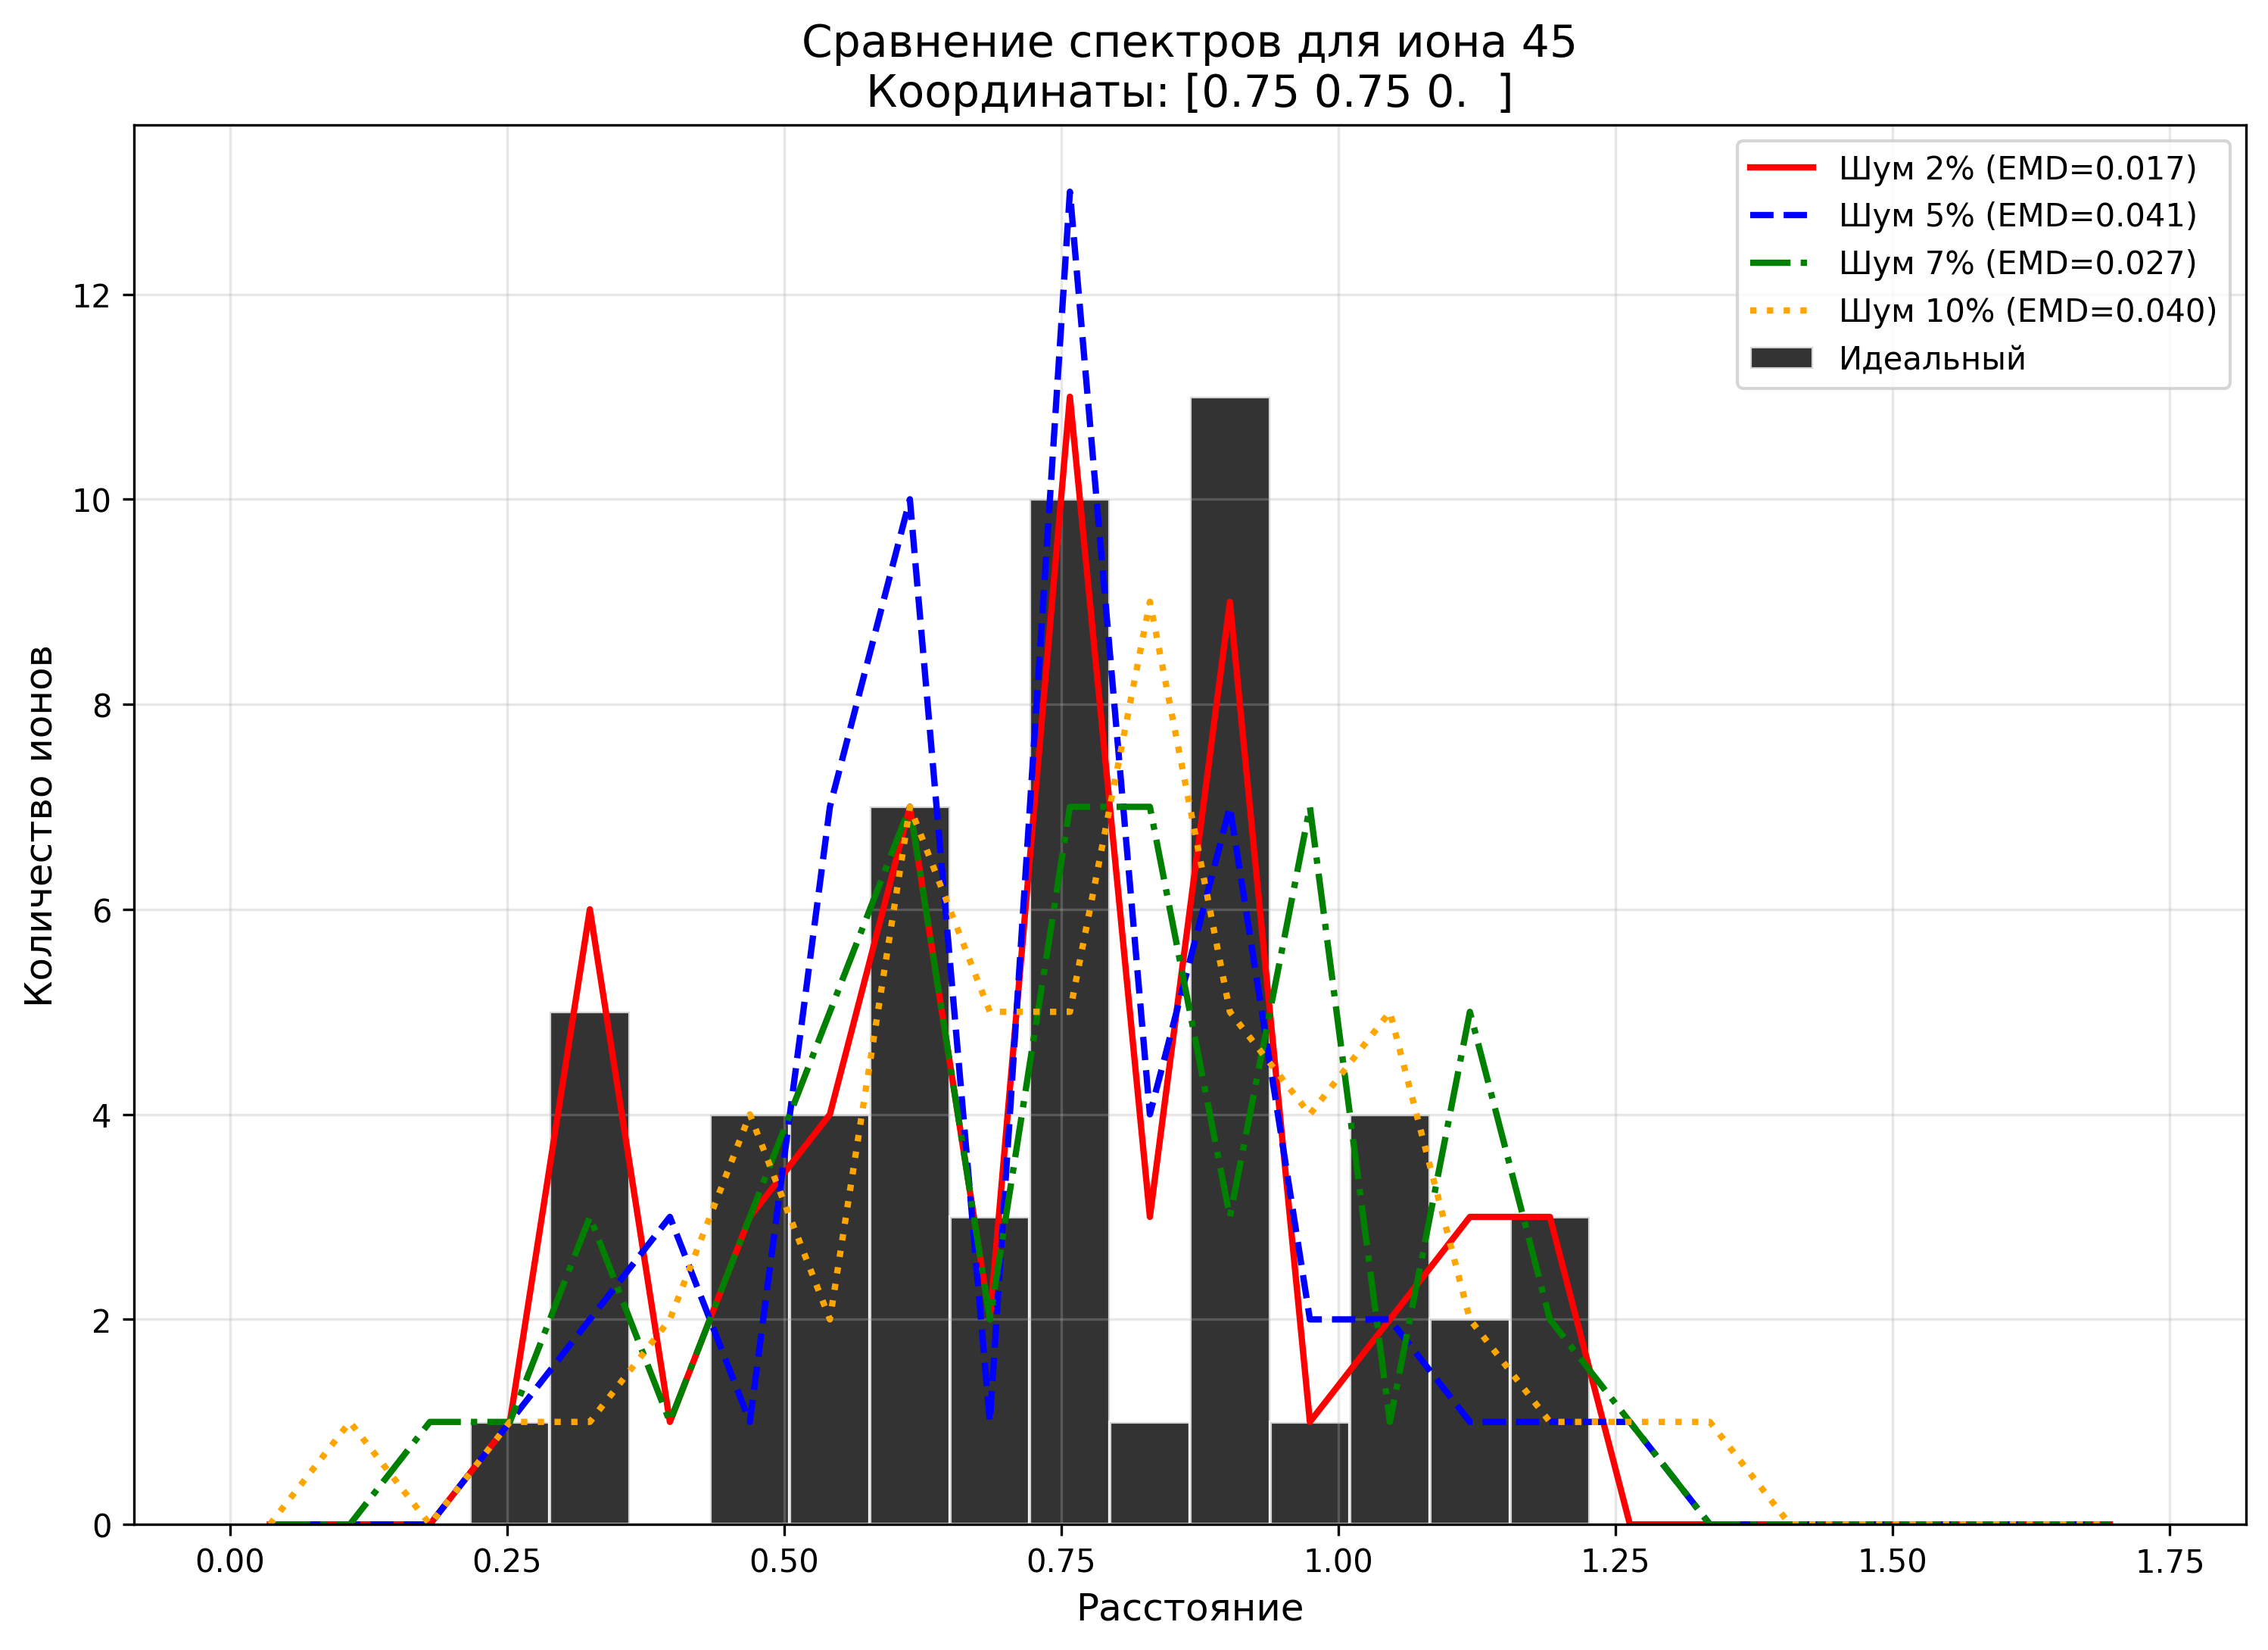 Сравнение спектров для иона 45
Координаты: [0.75 0.75 0.  ]
Шум 2% (EMD=0.017)
Шум 5% (EMD=0.041)
Шум 7% (EMD=0.027)
Шум 10% (EMD=0.040)
Идеальный
Количество ионов
12
10
8
6
4
2
0
0.00 0.25 0.50 0.75 1.00 1.25 1.50 1.75
Расстояние